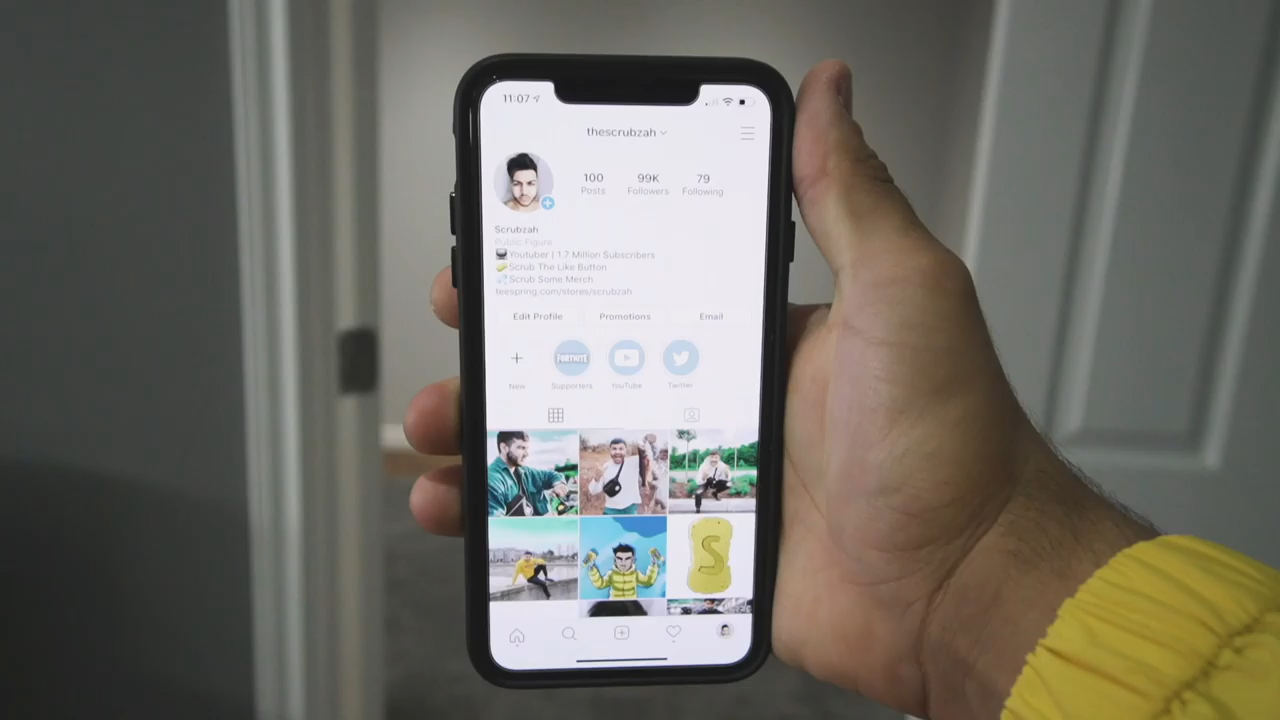 11:07
thescrubzah
100 99K 79
Posts Followers Following
Scrubzah
Public Figure
Youtuber | 1.7 Million Subscribers
Scrub The Like Button
Scrub Some Merch
teespring.com/stores/scrubzah
Edit Profile Promotions Email
FORTNITE
New Supporters YouTube Twitter
S